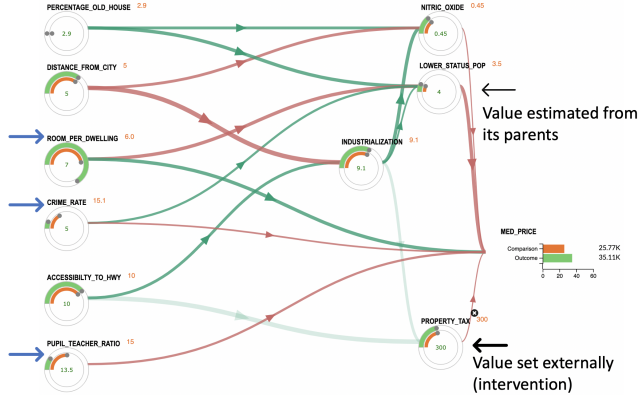 PERCENTAGE_OLD_HOUSE 2.9
2.9
NITRIC_OXIDE 0.45
0.45
DISTANCE_FROM_CITY 5
5
LOWER_STATUS_POP 3.5
4
Value estimated from
its parents
ROOM_PER_DWELLING 6.0
7
INDUSTRIALIZATION 9.1
9.1
CRIME_RATE 15.1
5
MED_PRICE
Comparison 25.77K
Outcome 35.11K
0 20 40 60
ACCESSIBILTY_TO_HWY 10
10
PROPERTY_TAX 300
300
PUPIL_TEACHER_RATIO 15
13.5
Value set externally
(intervention)